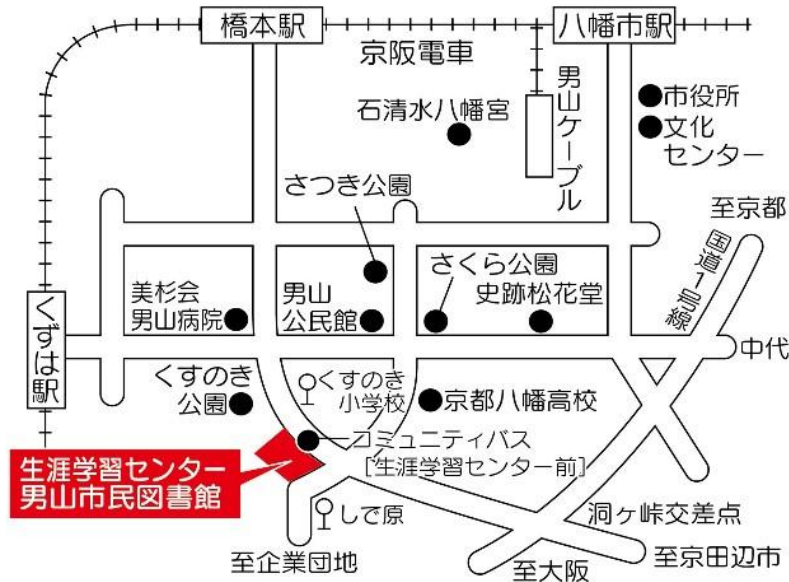 橋本駅
八幡市駅
京阪電車
男山ケーブル
石清水八幡宮
市役所
文化
センター
さつき公園
至京都
国道1号線
さくら公園
史跡松花堂
美杉会
男山病院
男山
公民館
くずは駅
中代
くすのき
公園
くすのき
小学校
京都八幡高校
コミュニティバス
[生涯学習センター前]
生涯学習センター
男山市民図書館
しで原
洞ヶ峠交差点
至企業団地
至大阪
至京田辺市